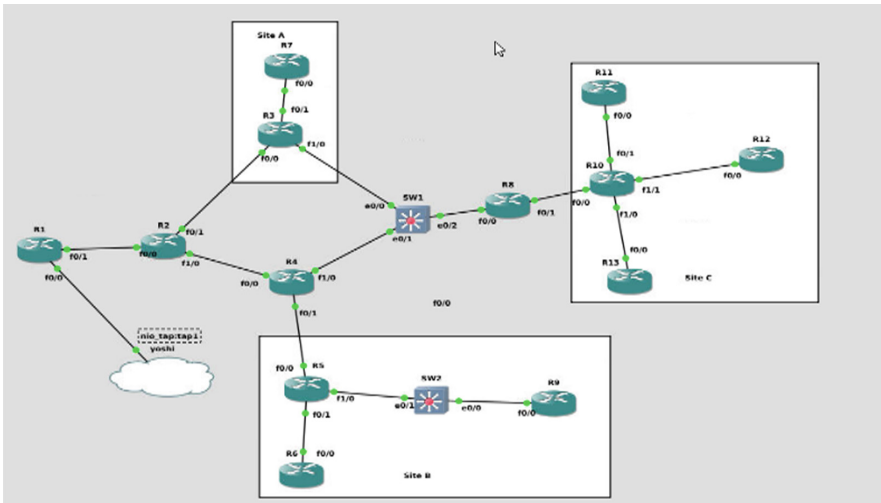 Site A
R7
f0/0
f0/1
R3
f1/0
f0/0
R11
f0/0
R12
f0/1
R10
f0/0
f1/1
f0/0
f1/0
f0/0
R13
Site C
R8
f0/0
f0/1
SW1
e0/0
e0/2
e0/1
R1
f0/1
f0/0
R2
f0/1
f0/0
f1/0
R4
f1/0
f0/0
f0/1
f0/0
nio_tap:tap1
yoshi
f0/0
R5
f1/0
f0/1
SW2
e0/1
e0/0
R9
f0/0
R6
f0/0
Site B